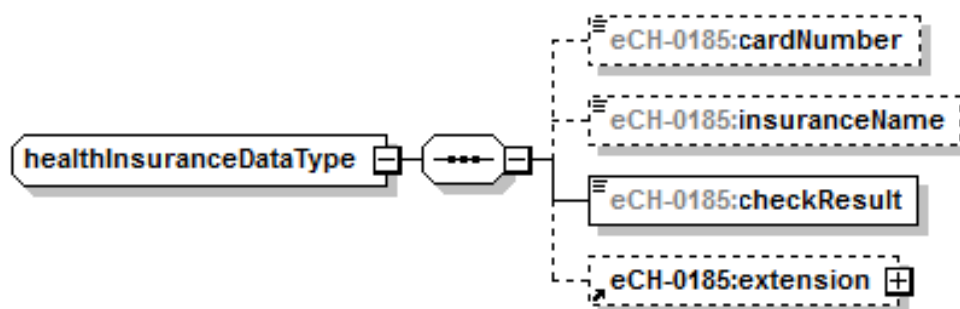 eCH-0185:cardNumber
eCH-0185:insuranceName
healthInsuranceDataType
eCH-0185:checkResult
eCH-0185:extension